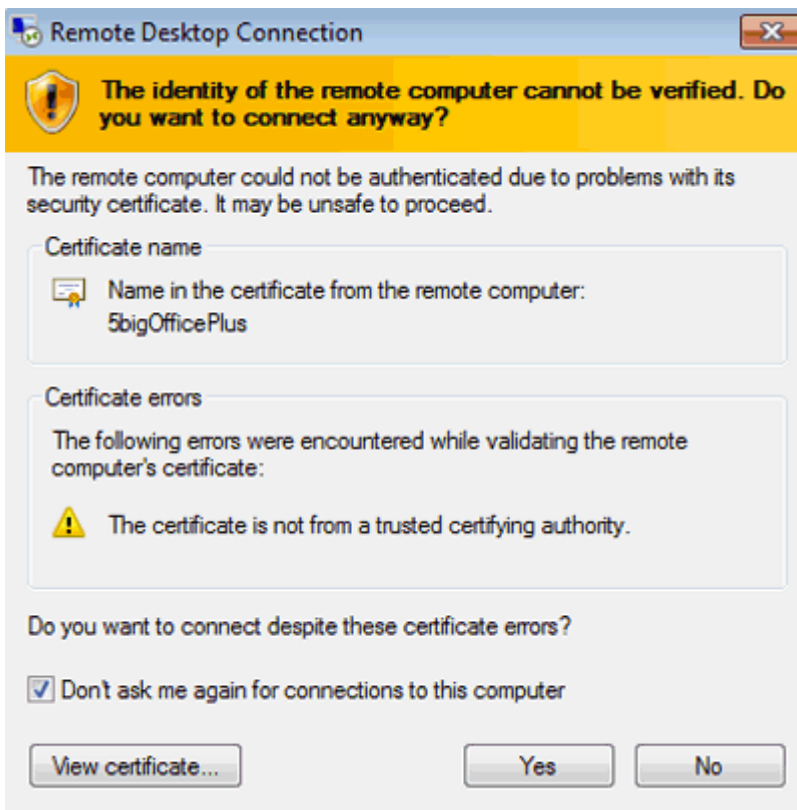 Remote Desktop Connection
The identity of the remote computer cannot be verified. Do
you want to connect anyway?
The remote computer could not be authenticated due to problems with its
security certificate. It may be unsafe to proceed.
Certificate name
Name in the certificate from the remote computer:
5bigOfficePlus
Certificate errors
The following errors were encountered while validating the remote
computer's certificate:
The certificate is not from a trusted certifying authority.
Do you want to connect despite these certificate errors?
Don't ask me again for connections to this computer
View certificate...
Yes
No